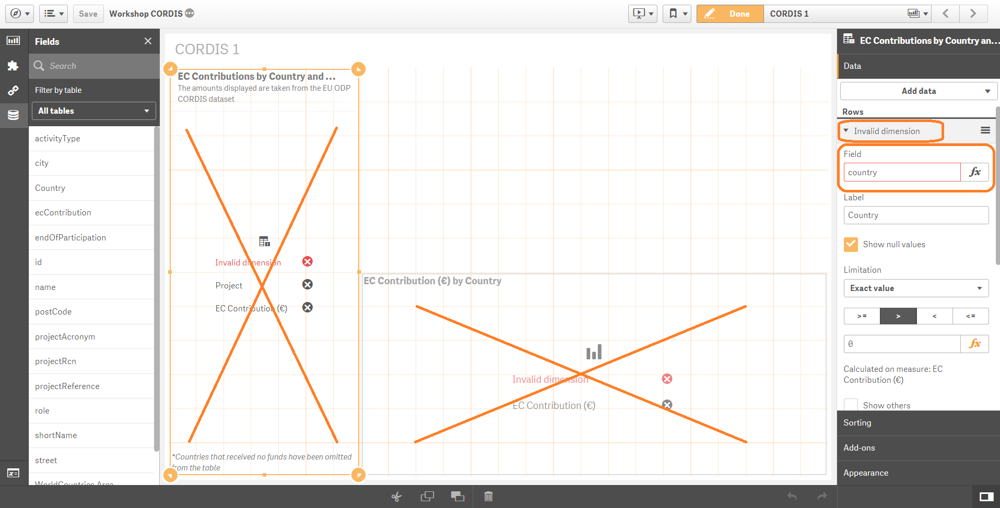 Save
Workshop CORDIS
Done
CORDIS 1
Fields
Search
Filter by table
All tables
activityType
city
Country
ecContribution
endOfParticipation
id
name
postCode
projectAcronym
projectRcn
projectReference
role
shortName
street
WorldCountries.Area
CORDIS 1
EC Contributions by Country and ...
The amounts displayed are taken from the EU ODP
CORDIS dataset
Invalid dimension
Project
EC Contribution (€)
*Countries that received no funds have been omitted
from the table
EC Contribution (€) by Country
Invalid dimension
EC Contribution (€)
EC Contributions by Country an...
Data
Add data
Rows
Invalid dimension
Field
country
fx
Label
Country
Show null values
Limitation
Exact value
>=
>
<
<=
0
fx
Calculated on measure: EC
Contribution (€)
Show others
Sorting
Add-ons
Appearance